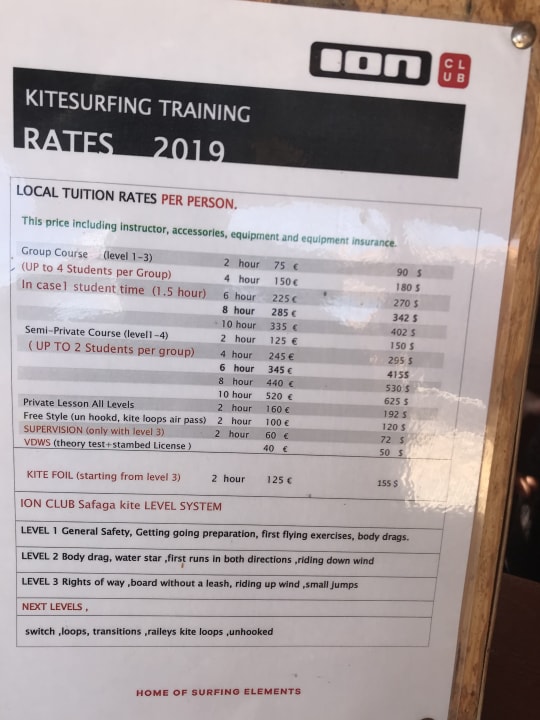 ION CLUB
KITESURFING TRAINING
RATES 2019
LOCAL TUITION RATES PER PERSON.
This price including instructor, accessories, equipment and equipment insurance.
Group Course (level 1-3) 2 hour 75 € 90 $
(UP to 4 Students per Group) 4 hour 150€ 180 $
In case1 student time (1.5 hour) 6 hour 225€ 270 $
8 hour 285€ 342 $
10 hour 335 € 402 $
Semi-Private Course (level1-4) 2 hour 125 € 150 $
( UP TO 2 Students per group) 4 hour 245€ 295 $
6 hour 345€ 415$
8 hour 440 € 530 $
10 hour 520 € 625 $
Private Lesson All Levels 2 hour 160 € 192 $
Free Style (un hookd, kite loops air pass) 2 hour 100 € 120 $
SUPERVISION (only with level 3) 2 hour 60 € 72 $
VDWS (theory test+stambed License ) 40 € 50 $
KITE FOIL (starting from level 3) 2 hour 125 € 155 $
ION CLUB Safaga kite LEVEL SYSTEM
LEVEL 1 General Safety, Getting going preparation, first flying exercises, body drags.
LEVEL 2 Body drag, water star ,first runs in both directions ,riding down wind
LEVEL 3 Rights of way ,board without a leash, riding up wind ,small jumps
NEXT LEVELS ,
switch ,loops, transitions ,raileys kite loops ,unhooked
HOME OF SURFING ELEMENTS